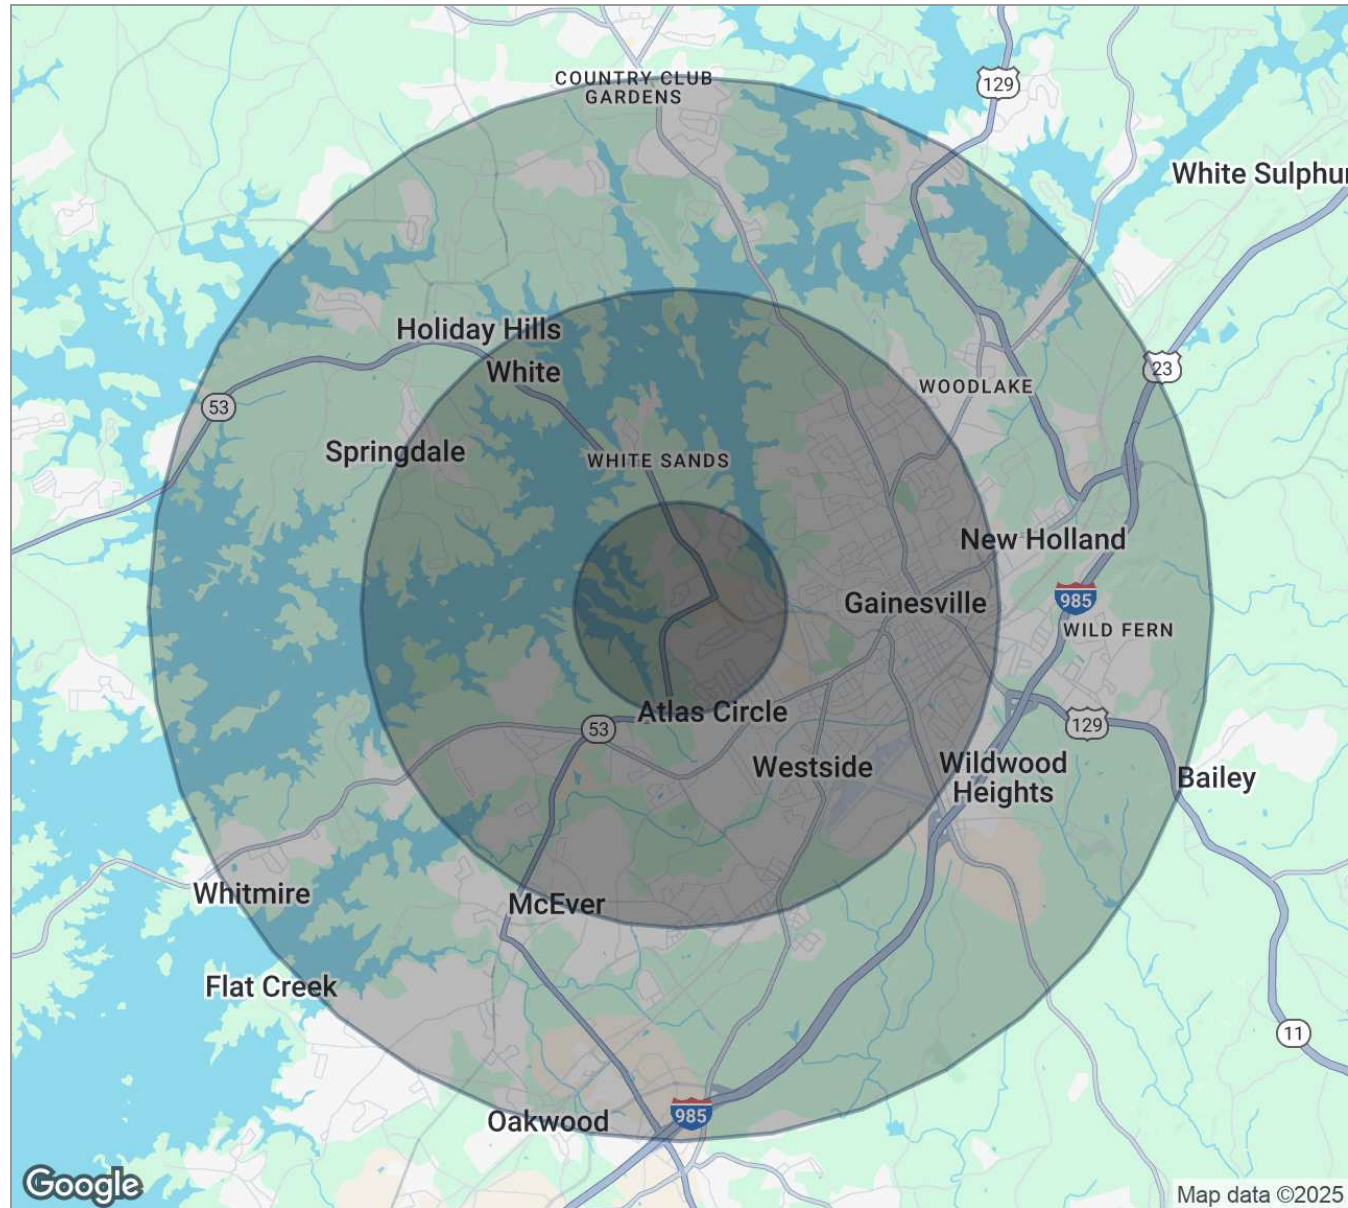 COUNTRY CLUB
GARDENS
129
White Sulphur
Holiday Hills
23
White
WOODLAKE
53
Springdale
WHITE SANDS
New Holland
985
Gainesville
WILD FERN
Atlas Circle
53
129
Westside
Wildwood
Heights
Bailey
Whitmire
McEver
Flat Creek
11
985
Oakwood
Google
Map data ©2025